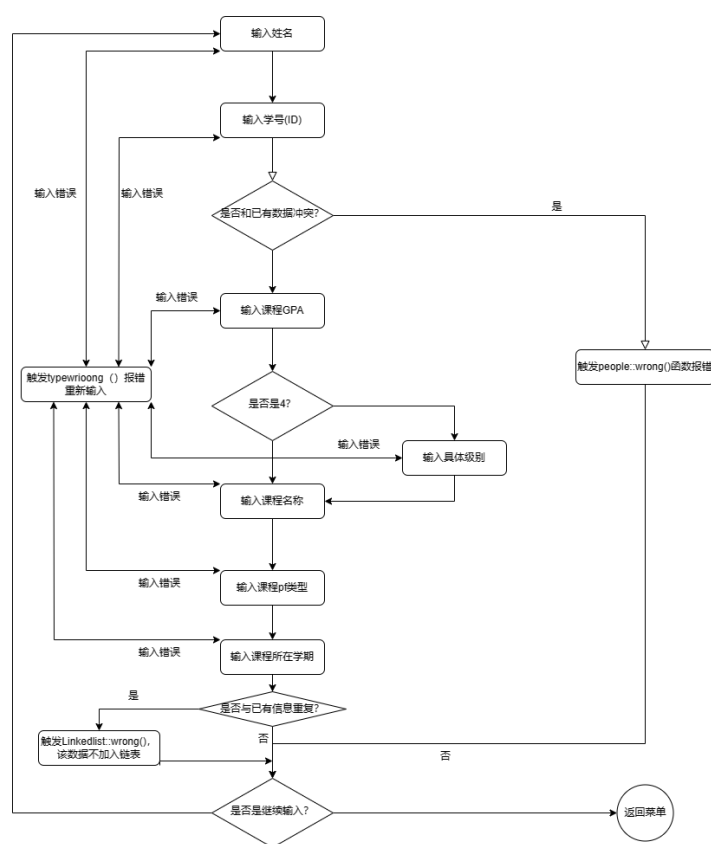 输入姓名
输入学号(ID)
输入错误
输入错误
是否和已有数据冲突？
是
输入错误
输入课程GPA
触发typewrioong（）报错
重新输入
触发people::wrong()函数报错
是否是4？
输入错误
输入具体级别
输入错误
输入课程名称
输入错误
输入课程pf类型
输入错误
输入课程所在学期
是
是否与已有信息重复？
触发Linkedlist::wrong(),
该数据不加入链表
否
否
是否是继续输入？
返回菜单